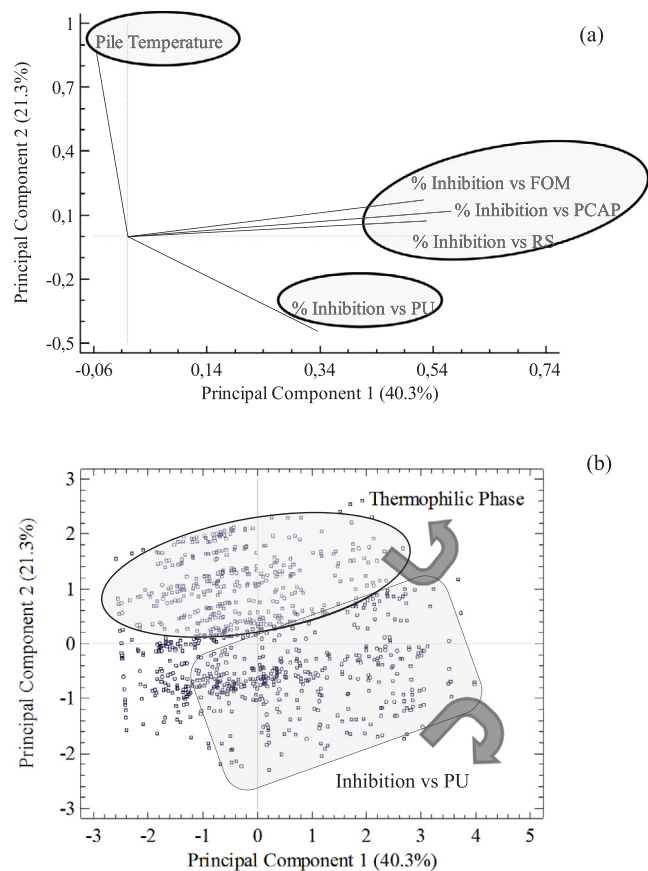 (a)
Principal Component 2 (21.3%)
1
0,7
0,4
0,1
-0,2
-0,5
Pile Temperature
% Inhibition vs FOM
% Inhibition vs PCAP
% Inhibition vs RS
% Inhibition vs PU
-0,06 0,14 0,34 0,54 0,74
Principal Component 1 (40.3%)
(b)
Principal Component 2 (21.3%)
3
2
1
0
-1
-2
-3
Thermophilic Phase
Inhibition vs PU
-3 -2 -1 0 1 2 3 4 5
Principal Component 1 (40.3%)